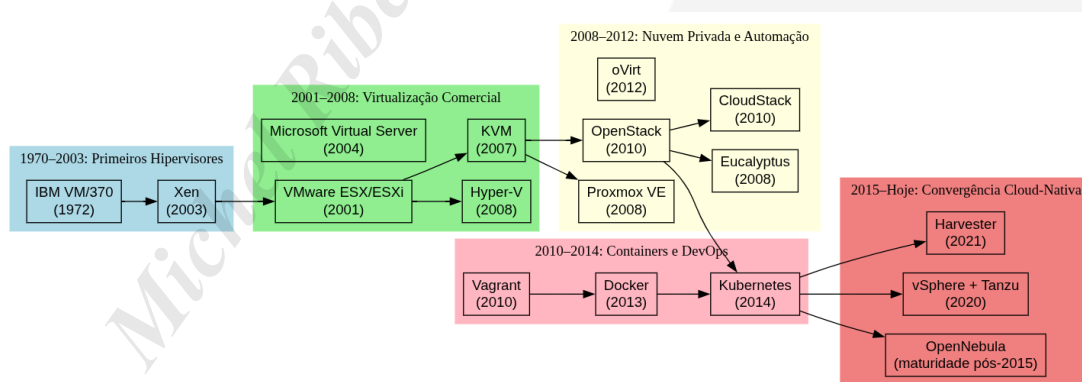 1970–2003: Primeiros Hipervisores
IBM VM/370
(1972)
Xen
(2003)
2001–2008: Virtualização Comercial
Microsoft Virtual Server
(2004)
KVM
(2007)
VMware ESX/ESXi
(2001)
Hyper-V
(2008)
2008–2012: Nuvem Privada e Automação
oVirt
(2012)
OpenStack
(2010)
CloudStack
(2010)
Eucalyptus
(2008)
Proxmox VE
(2008)
2010–2014: Containers e DevOps
Vagrant
(2010)
Docker
(2013)
Kubernetes
(2014)
2015–Hoje: Convergência Cloud-Nativa
Harvester
(2021)
vSphere + Tanzu
(2020)
OpenNebula
(maturidade pós-2015)
Michel Ribe